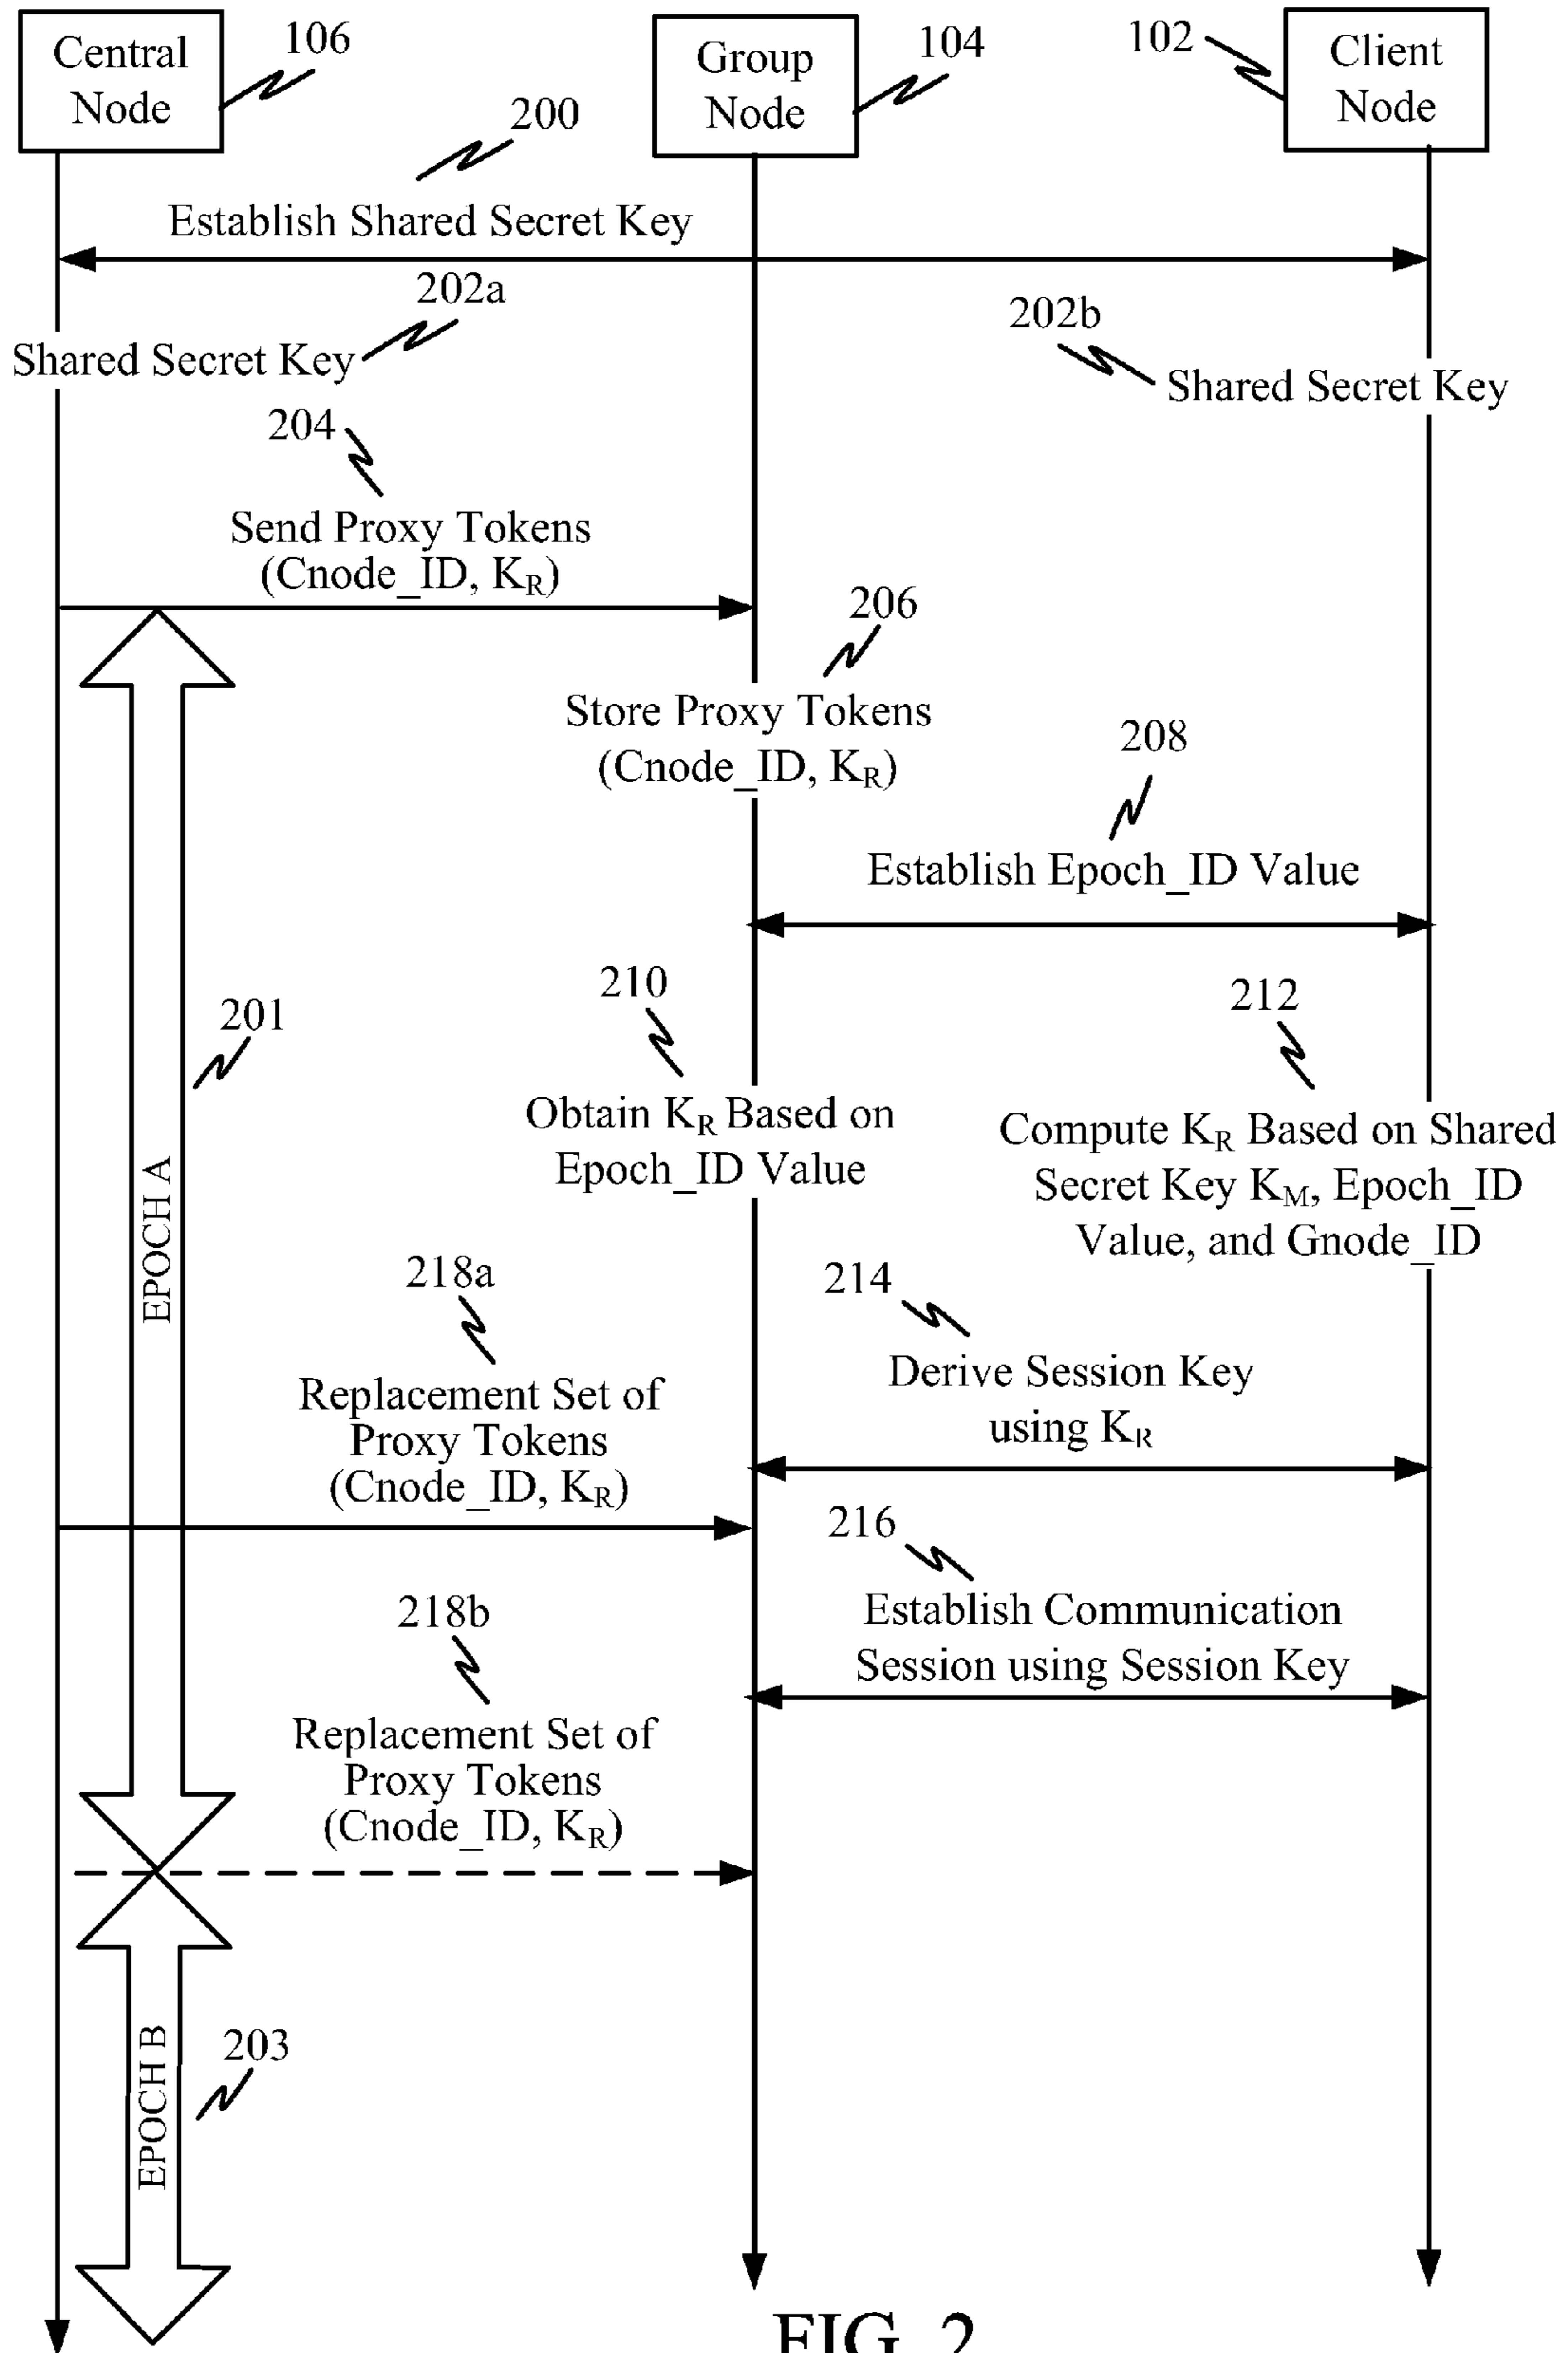 Central
Node
106
Group
Node
104
102
Client
Node
200
Establish Shared Secret Key
202a
Shared Secret Key
202b
Shared Secret Key
204
Send Proxy Tokens
(Cnode_ID, KR)
206
Store Proxy Tokens
(Cnode_ID, KR)
208
Establish Epoch_ID Value
201
EPOCH A
210
Obtain KR Based on
Epoch_ID Value
212
Compute KR Based on Shared
Secret Key KM, Epoch_ID
Value, and Gnode_ID
218a
Replacement Set of
Proxy Tokens
(Cnode_ID, KR)
214
Derive Session Key
using KR
216
Establish Communication
Session using Session Key
218b
Replacement Set of
Proxy Tokens
(Cnode_ID, KR)
203
EPOCH B
FIG. 2